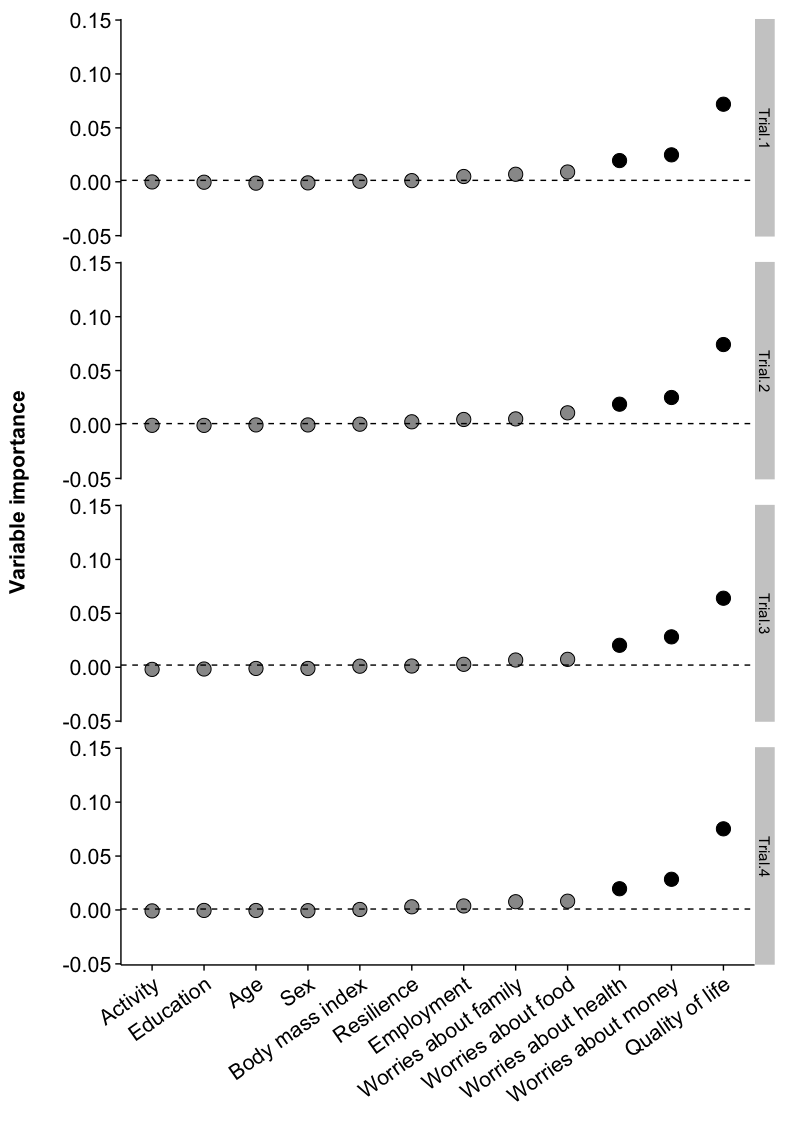 Variable importance
0.15
0.10
0.05
0.00
-0.05
Trial.1
0.15
0.10
0.05
0.00
-0.05
Trial.2
0.15
0.10
0.05
0.00
-0.05
Trial.3
0.15
0.10
0.05
0.00
-0.05
Trial.4
Activity
Education
Age
Sex
Body mass index
Resilience
Employment
Worries about family
Worries about food
Worries about health
Worries about money
Quality of life